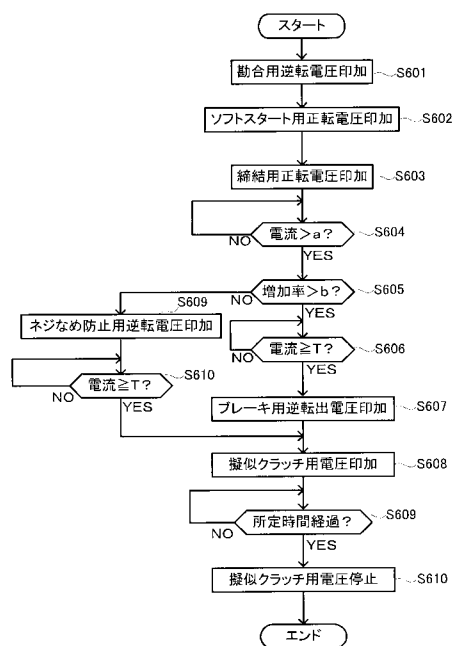 スタート
勘合用逆転電圧印加
S601
ソフトスタート用正転電圧印加
S602
締結用正転電圧印加
S603
電流>a?
S604
NO
YES
増加率>b?
S605
NO
YES
S609
ネジなめ防止用逆転電圧印加
電流≧T?
S606
NO
YES
電流≧T?
S610
NO
YES
ブレーキ用逆転出電圧印加
S607
擬似クラッチ用電圧印加
S608
所定時間経過?
S609
NO
YES
擬似クラッチ用電圧停止
S610
エンド